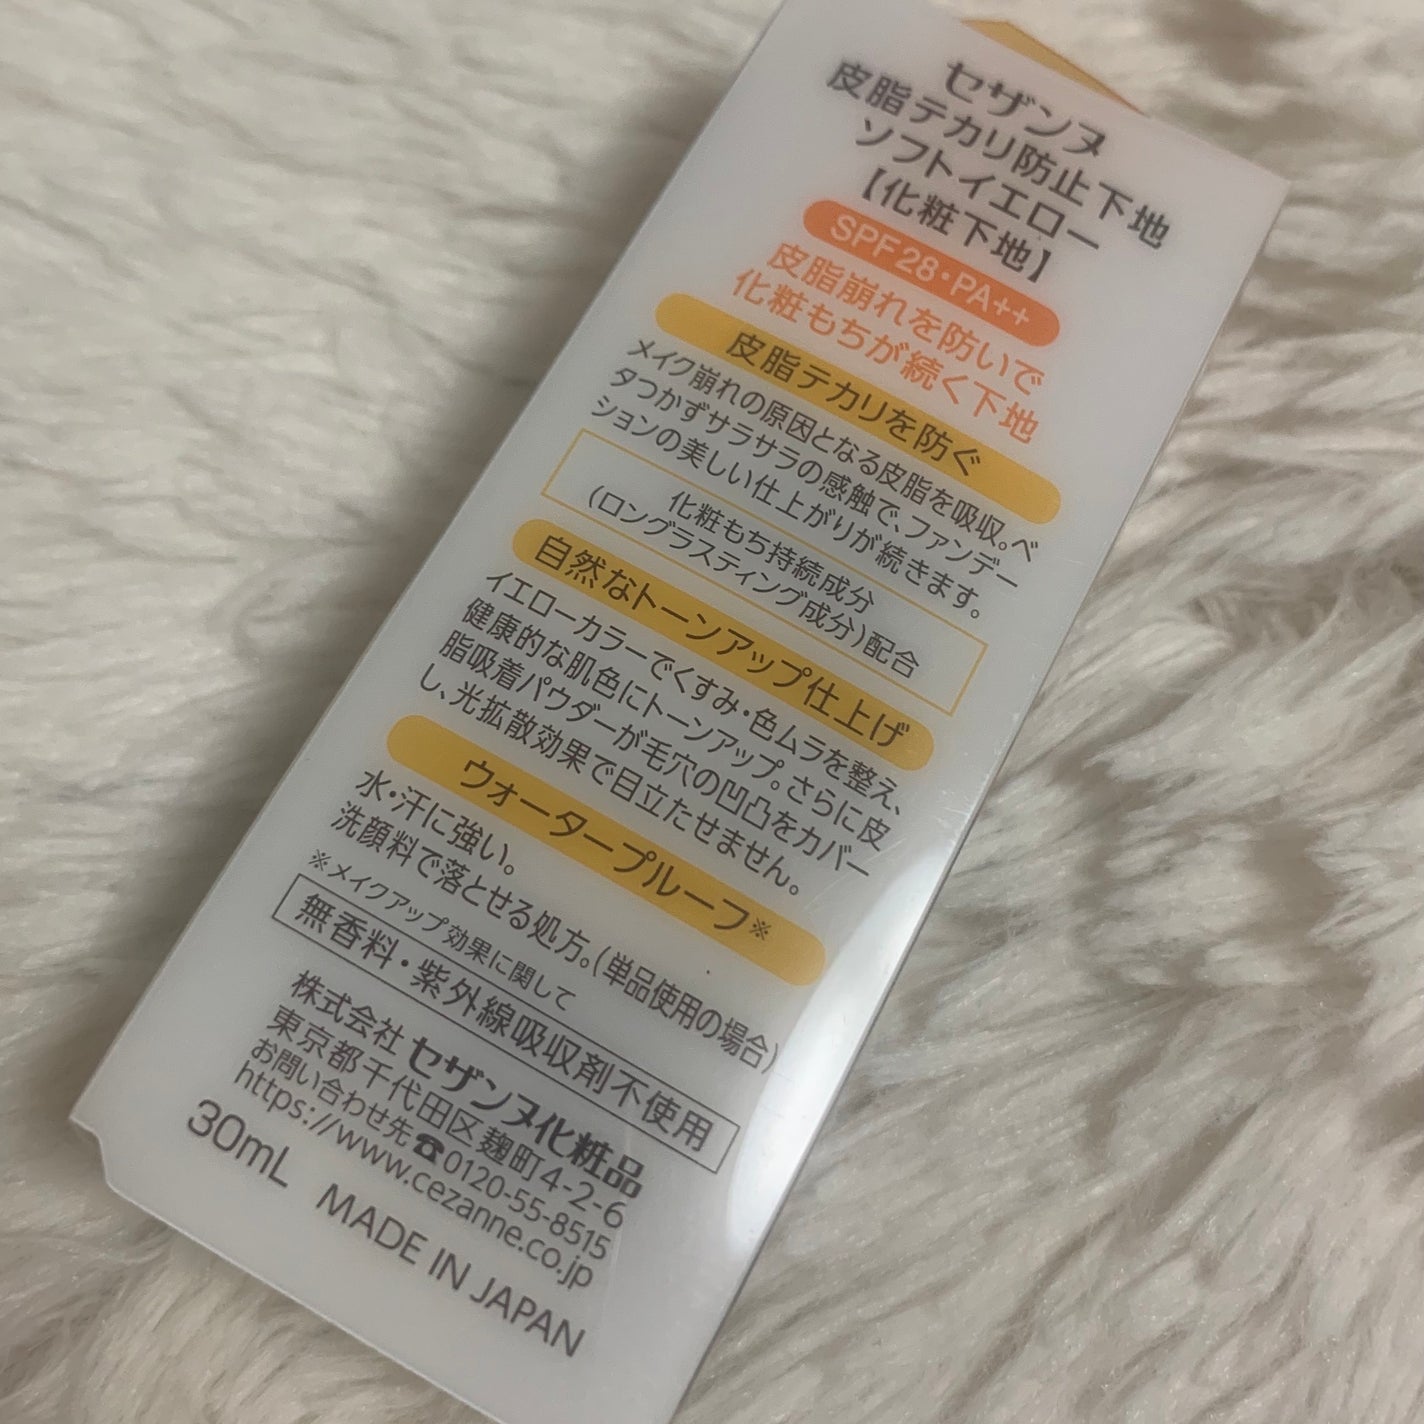 セザンヌ
皮脂テカリ防止下地
ソフトイエロー
【化粧下地】
SPF28・PA++
皮脂崩れを防いで
化粧もちが続く下地
皮脂テカリを防ぐ
メイク崩れの原因となる皮脂を吸収。ベ
タつかずサラサラの感触で、ファンデー
ションの美しい仕上がりが続きます。
化粧もち持続成分
(ロングラスティング成分)配合
自然なトーンアップ仕上げ
イエローカラーでくすみ・色ムラを整え、
健康的な肌色にトーンアップ。さらに皮
脂吸着パウダーが毛穴の凹凸をカバー
し、光拡散効果で目立たせません。
ウォータープルーフ※
水・汗に強い。
洗顔料で落とせる処方。(単品使用の場合)
※メイクアップ効果に関して
無香料・紫外線吸収剤不使用
株式会社 セザンヌ化粧品
東京都千代田区麹町4-2-6
お問い合わせ先☎0120-55-8515
https://www.cezanne.co.jp
30mL MADE IN JAPAN